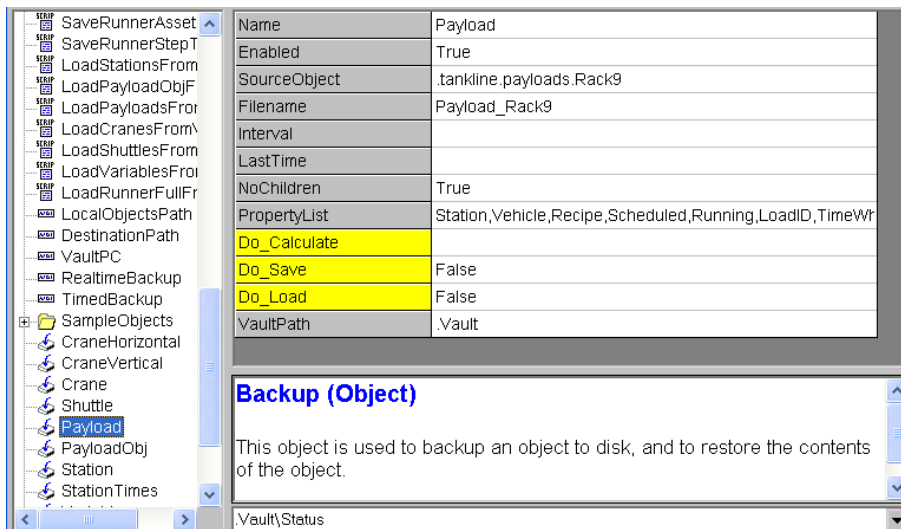 SaveRunnerAsset
SaveRunnerStepT
LoadStationsFrom
LoadPayloadObjF
LoadPayloadsFror
LoadCranesFrom\
LoadShuttlesFrom
LoadVariablesFror
LoadRunnerFullFr
LocalObjectsPath
DestinationPath
VaultPC
RealtimeBackup
TimedBackup
SampleObjects
CraneHorizontal
CraneVertical
Crane
Shuttle
Payload
PayloadObj
Station
StationTimes
Name Payload
Enabled True
SourceObject .tankline.payloads.Rack9
Filename Payload_Rack9
Interval
LastTime
NoChildren True
PropertyList Station,Vehicle,Recipe,Scheduled,Running,LoadID,TimeWh
Do_Calculate
Do_Save False
Do_Load False
VaultPath .Vault
Backup (Object)
This object is used to backup an object to disk, and to restore the contents
of the object.
.Vault\Status